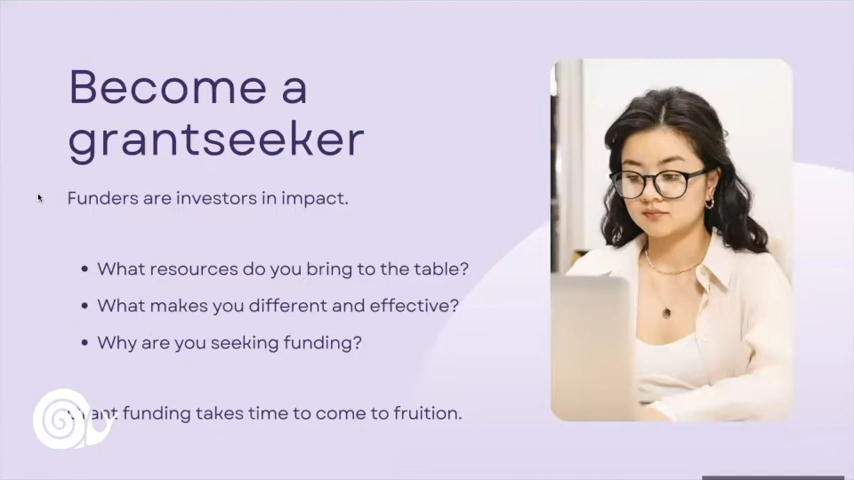 Become a
grantseeker
Funders are investors in impact.
• What resources do you bring to the table?
• What makes you different and effective?
• Why are you seeking funding?
Grant funding takes time to come to fruition.